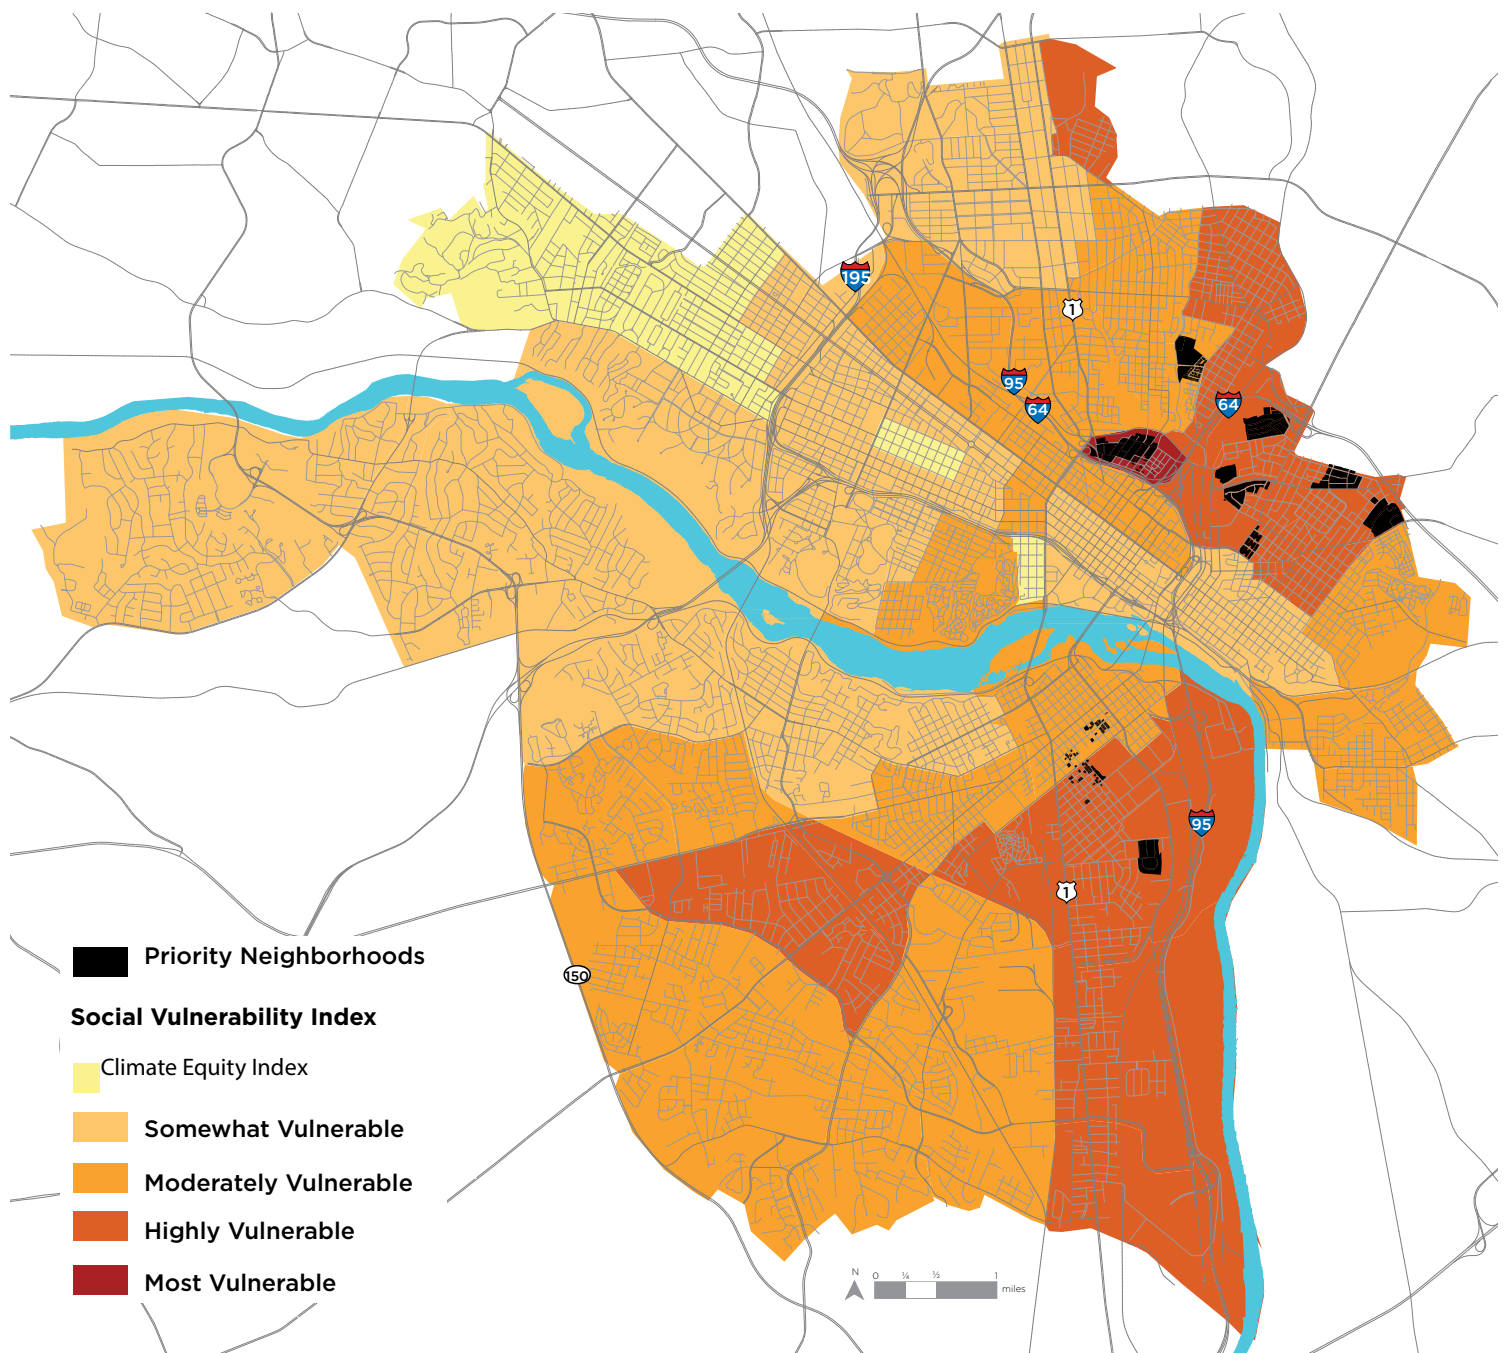 195
1
95
64
64
95
1
150
Priority Neighborhoods
Social Vulnerability Index
Climate Equity Index
Somewhat Vulnerable
Moderately Vulnerable
Highly Vulnerable
Most Vulnerable
N
0 ¼ ½ 1
miles